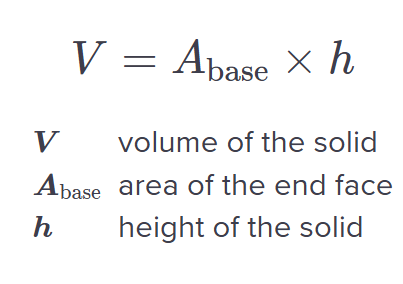 V = A_base × h
V volume of the solid
A_base area of the end face
h height of the solid